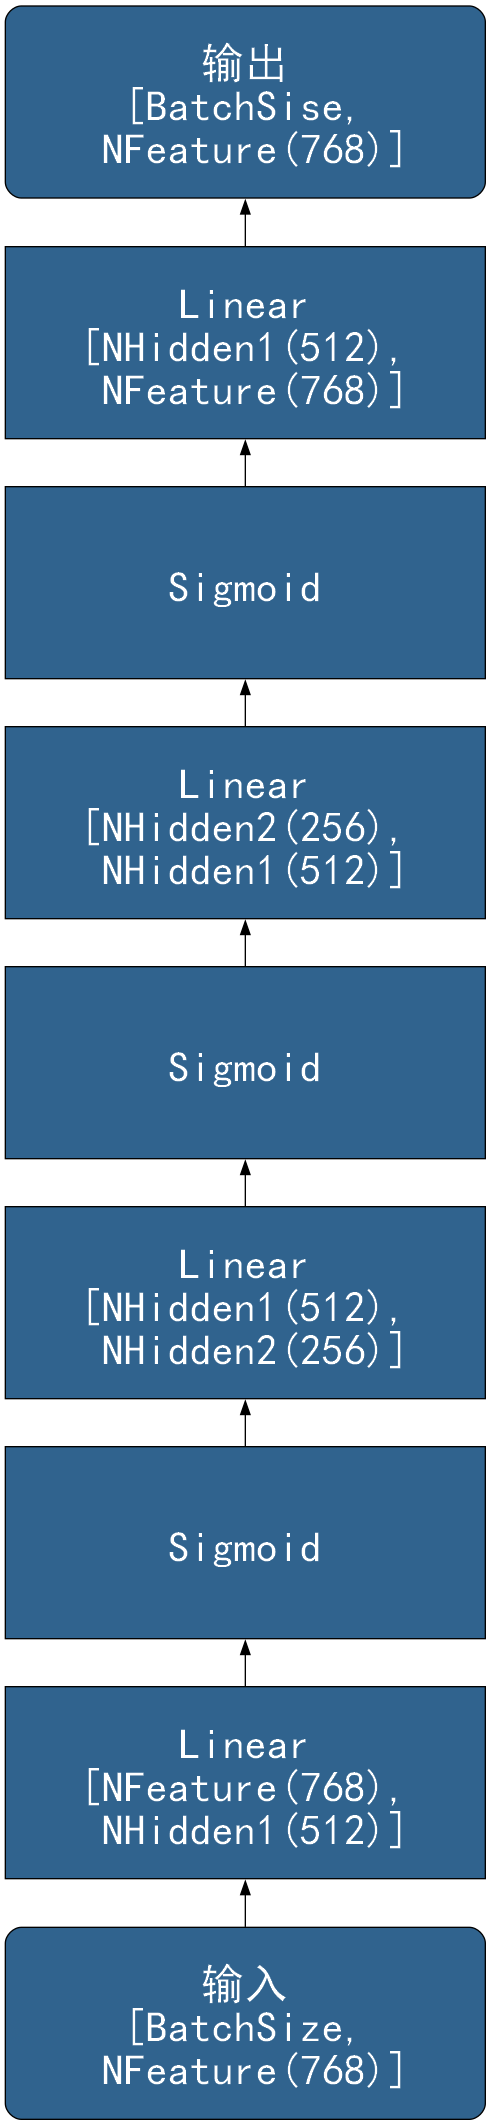 输出
[BatchSise,
NFeature(768)]
Linear
[NHidden1(512),
NFeature(768)]
Sigmoid
Linear
[NHidden2(256),
NHidden1(512)]
Sigmoid
Linear
[NHidden1(512),
NHidden2(256)]
Sigmoid
Linear
[NFeature(768),
NHidden1(512)]
输入
[BatchSize,
NFeature(768)]